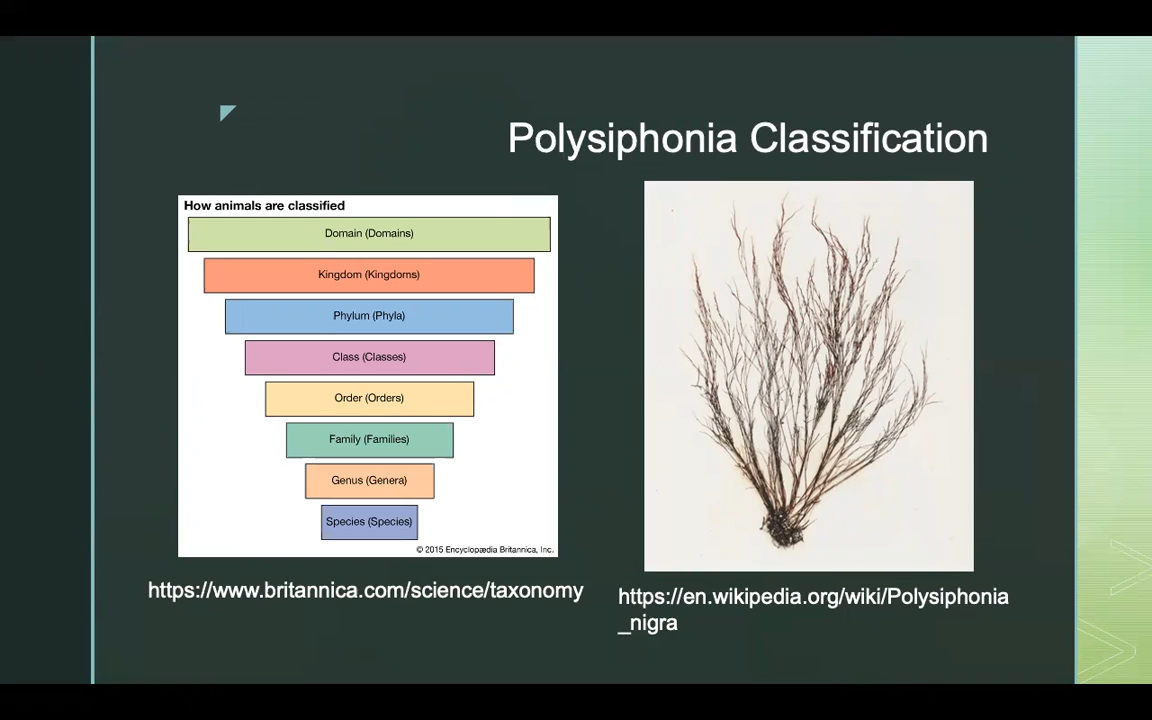 Polysiphonia Classification
How animals are classified
Domain (Domains)
Kingdom (Kingdoms)
Phylum (Phyla)
Class (Classes)
Order (Orders)
Family (Families)
Genus (Genera)
Species (Species)
© 2015 Encyclopædia Britannica, Inc.
https://www.britannica.com/science/taxonomy
https://en.wikipedia.org/wiki/Polysiphonia
_nigra